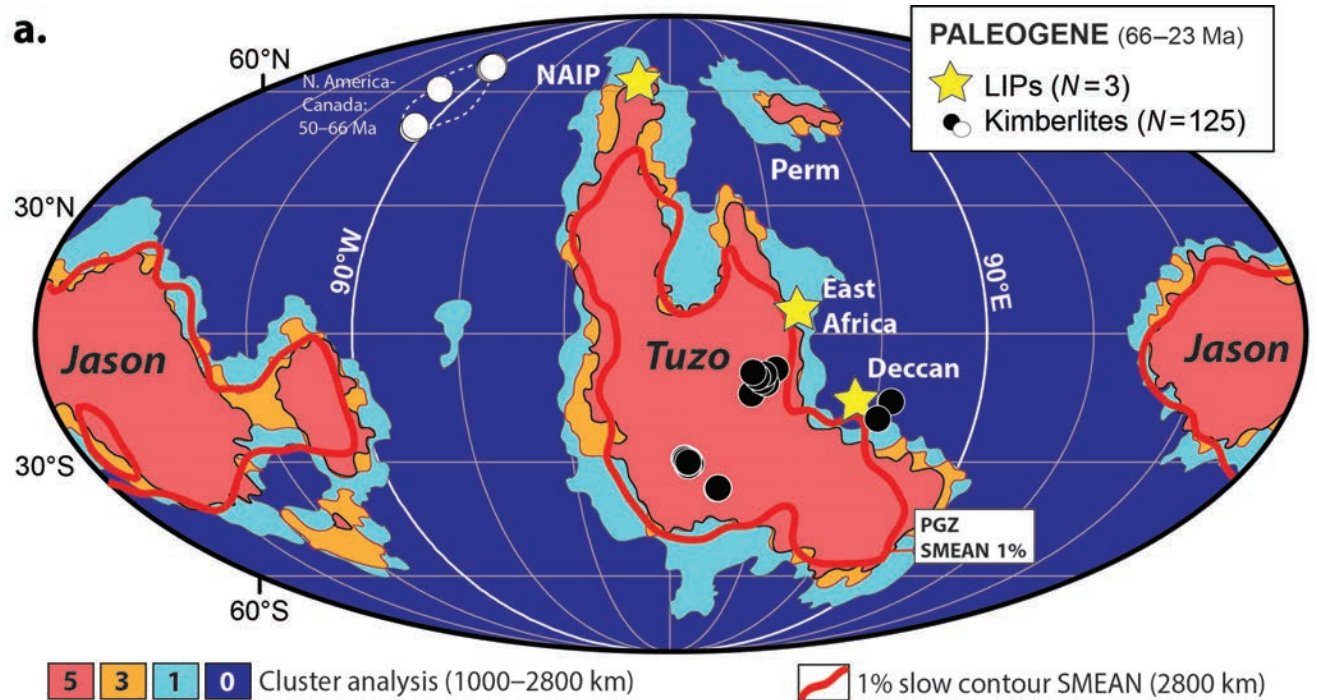 a.
PALEOGENE (66–23 Ma)
LIPs (N=3)
Kimberlites (N=125)
60°N
N. America-
Canada:
50–66 Ma
NAIP
Perm
30°N
90°W
90°E
East
Africa
Jason
Tuzo
Deccan
Jason
30°S
PGZ
SMEAN 1%
60°S
5 3 1 0 Cluster analysis (1000–2800 km)
1% slow contour SMEAN (2800 km)